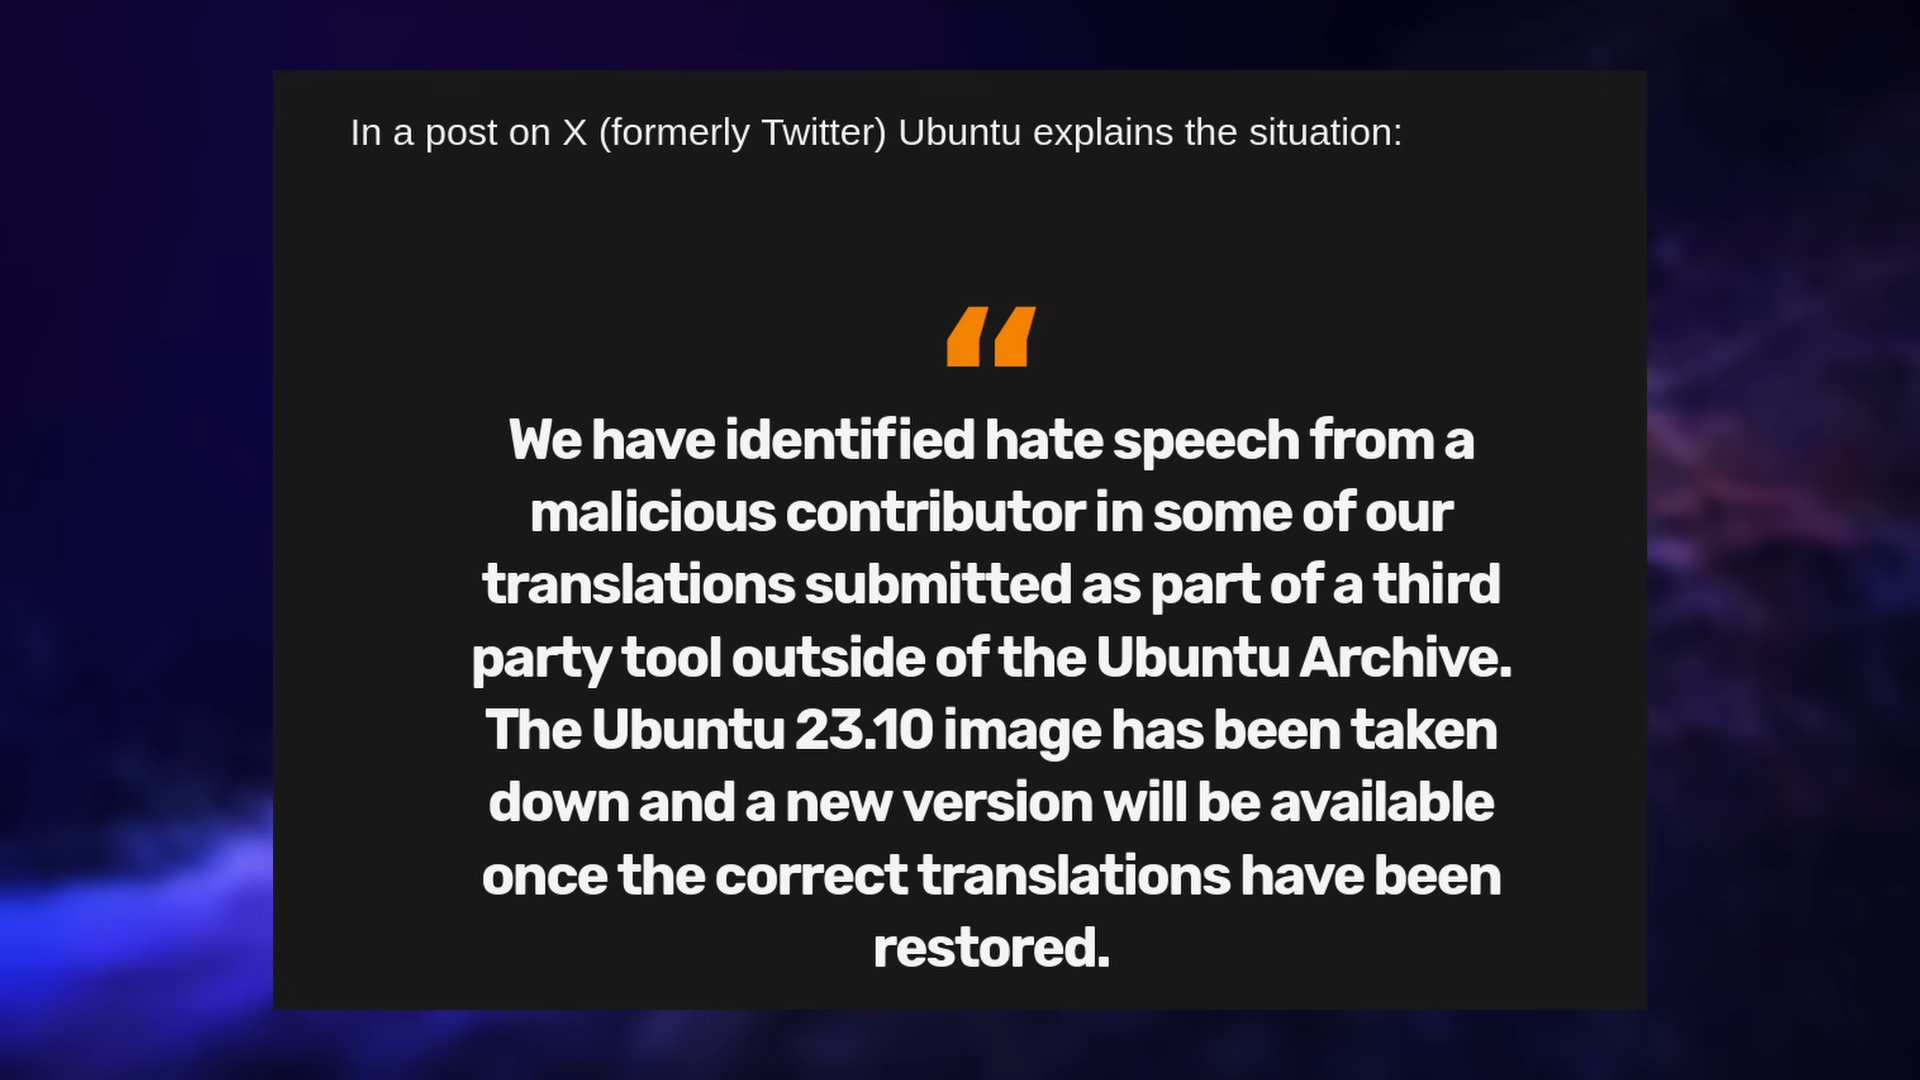 In a post on X (formerly Twitter) Ubuntu explains the situation:
“
We have identified hate speech from a
malicious contributor in some of our
translations submitted as part of a third
party tool outside of the Ubuntu Archive.
The Ubuntu 23.10 image has been taken
down and a new version will be available
once the correct translations have been
restored.